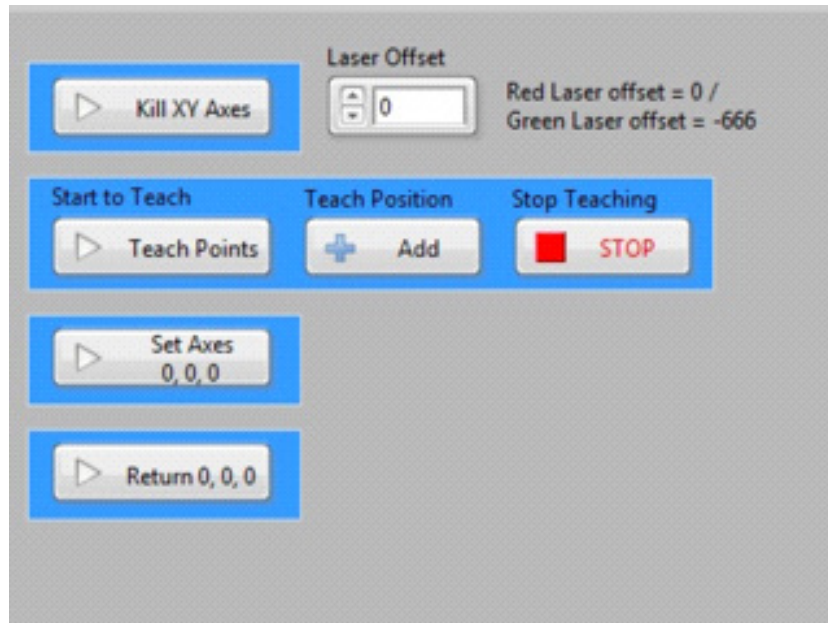 Laser Offset
Kill XY Axes
0
Red Laser offset = 0 /
Green Laser offset = -666
Start to Teach
Teach Position
Stop Teaching
Teach Points
Add
STOP
Set Axes
0, 0, 0
Return 0, 0, 0